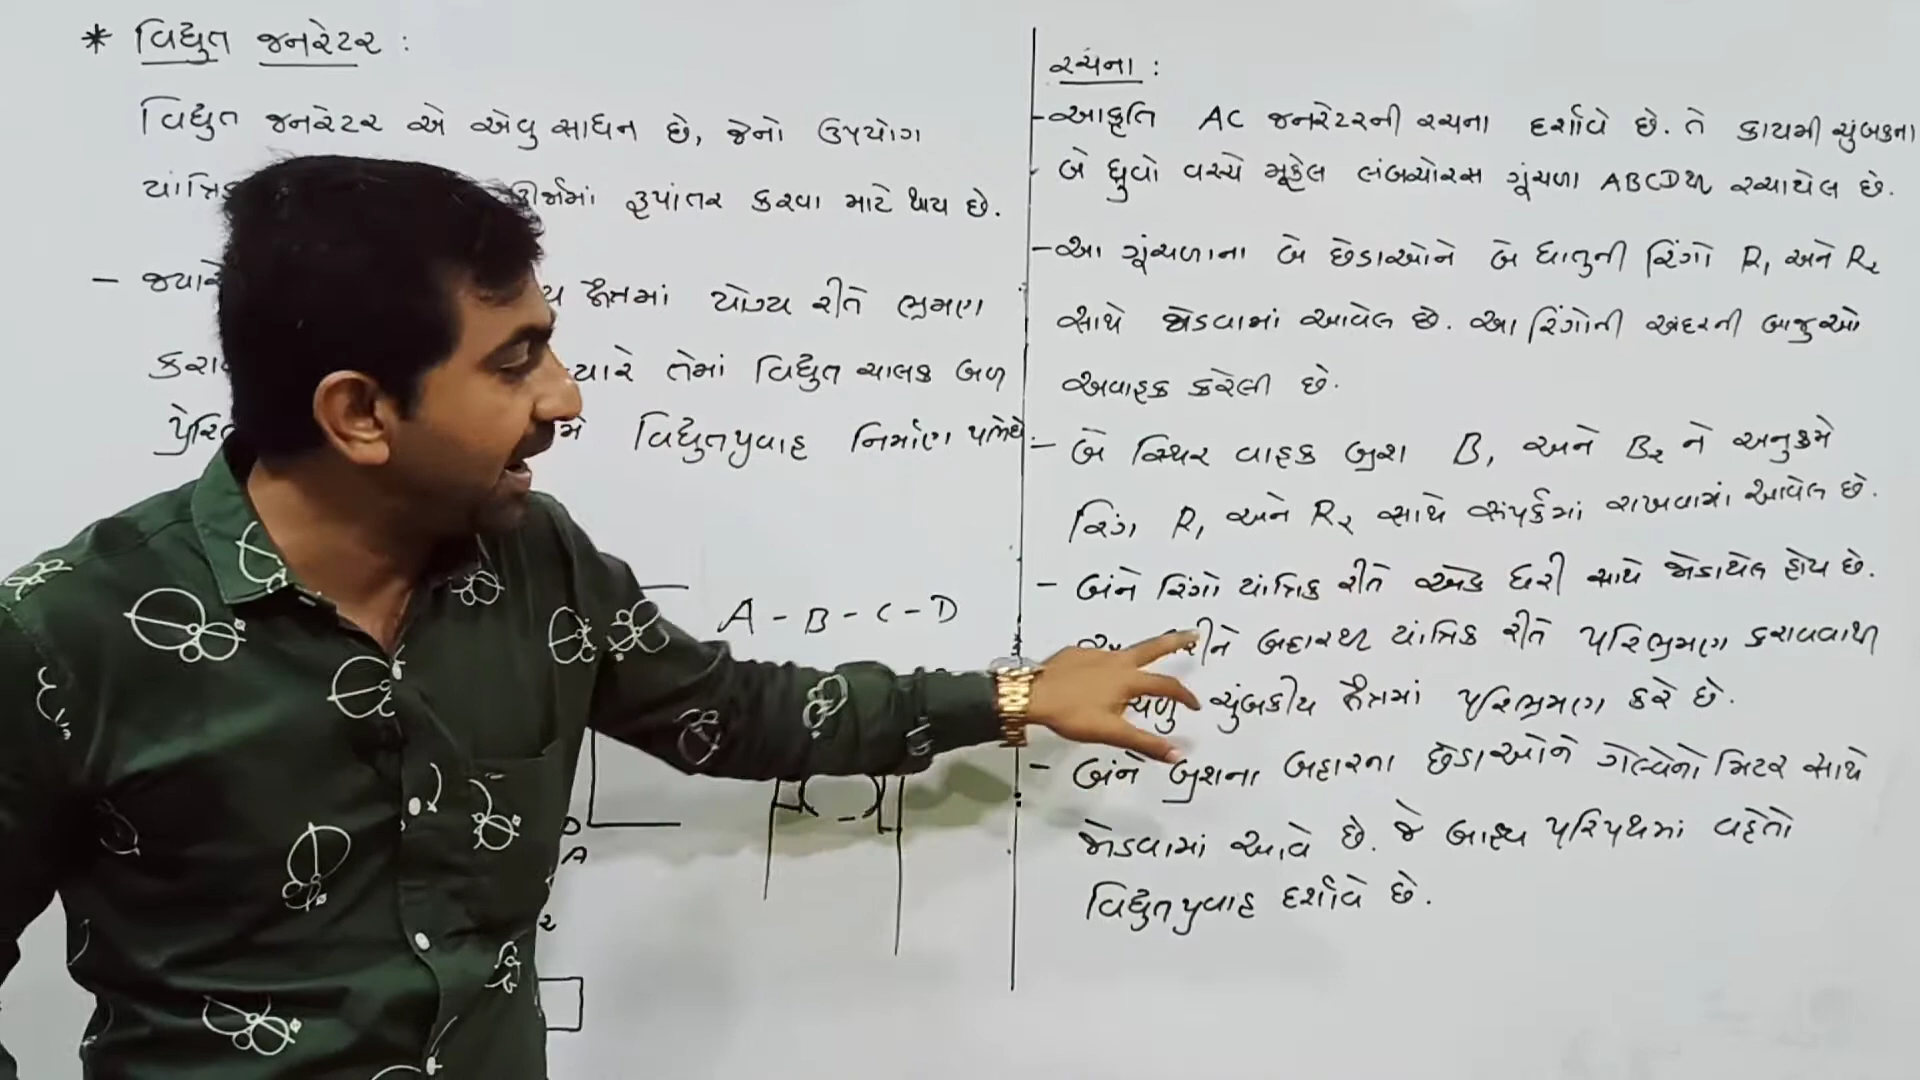 * વિદ્યુત જનરેટર :
વિદ્યુત જનરેટર એ એવુ સાધન છે, જેનો ઉપયોગ
યાંત્રિક ઊર્જામાં રૂપાંતર કરવા માટે થાય છે.
- જ્યારે ક્ષેત્રમાં યોગ્ય રીતે ભ્રમણ
ત્યારે તેમાં વિદ્યુત ચાલક બળ
વિદ્યુતપ્રવાહ નિર્માણ
A - B - C - D
D
A
2
રચના :
- આકૃતિ AC જનરેટરની રચના દર્શાવે છે. તે કાયમી ચુંબકના
બે ધ્રુવો વચ્ચે મૂકેલ લંબચોરસ ગૂંચળા ABCDથી રચાયેલ છે.
- આ ગૂંચળાના બે છેડાઓને બે ધાતુની રિંગો R₁ અને R₂
સાથે જોડવામાં આવેલ છે. આ રિંગોની અંદરની બાજુઓ
અવાહક કરેલી છે.
- બે સ્થિર વાહક બ્રશ B₁ અને B₂ ને અનુક્રમે
રિંગ R₁ અને R₂ સાથે સંપર્કમાં રાખવામાં આવેલ છે.
- બંને રિંગો યાંત્રિક રીતે એક ધરી સાથે જોડાયેલ હોય છે.
બહારથી યાંત્રિક રીતે પરિભ્રમણ કરાવવાથી
ચુંબકીય ક્ષેત્રમાં પરિભ્રમણ કરે છે.
- બંને બ્રશના બહારના છેડાઓને ગેલ્વેનોમિટર સાથે
જોડવામાં આવે છે. જે બાહ્ય પરિપથમાં વહેતો
વિદ્યુતપ્રવાહ દર્શાવે છે.